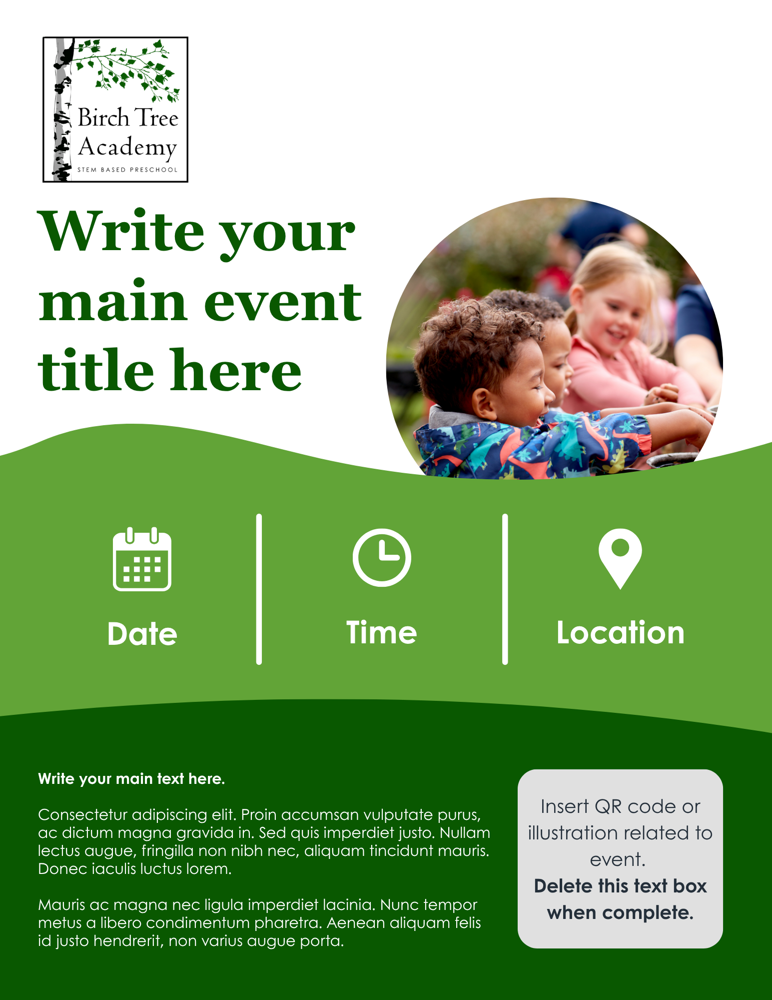 Birch Tree
Academy
STEM BASED PRESCHOOL
Write your
main event
title here
Date
Time
Location
Write your main text here.
Consectetur adipiscing elit. Proin accumsan vulputate purus,
ac dictum magna gravida in. Sed quis imperdiet justo. Nullam
lectus augue, fringilla non nibh nec, aliquam tincidunt mauris.
Donec iaculis luctus lorem.
Mauris ac magna nec ligula imperdiet lacinia. Nunc tempor
metus a libero condimentum pharetra. Aenean aliquam felis
id justo hendrerit, non varius augue porta.
Insert QR code or
illustration related to
event.
Delete this text box
when complete.